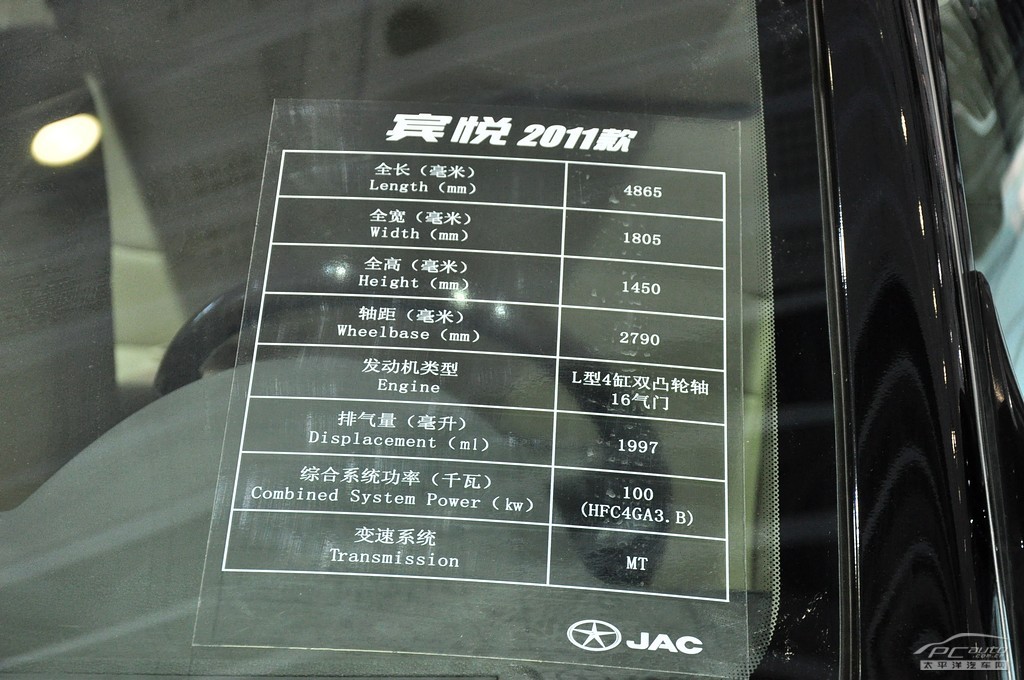 宾悦 2011款
全长（毫米）
Length（mm）
4865
全宽（毫米）
Width（mm）
1805
全高（毫米）
Height（mm）
1450
轴距（毫米）
Wheelbase（mm）
2790
发动机类型
Engine
L型4缸双凸轮轴
16气门
排气量（毫升）
Displacement（ml）
1997
综合系统功率（千瓦）
Combined System Power（kw）
100
(HFC4GA3.B)
变速系统
Transmission
MT
JAC
PCauto
.com.cn
太平洋汽车网